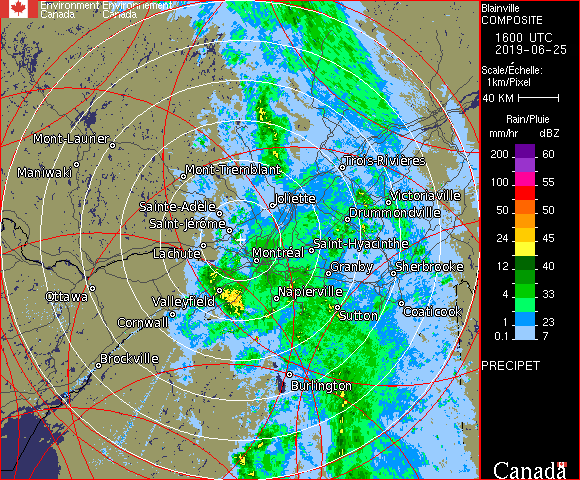 Environment Environnement
Canada Canada
Blainville
COMPOSITE
1600 UTC
2019-06-25
Scale/Échelle:
1km/Pixel
40 KM
Rain/Pluie
mm/hr dBZ
200 60
100 55
50 50
24 45
12 40
4 33
1 23
0.1 7
PRECIPET
Canada
Mont-Laurier
Maniwaki
Mont-Tremblant
Trois-Rivières
Victoriaville
Joliette
Sainte-Adèle
Drummondville
Saint-Jérôme
Saint-Hyacinthe
Lachute
Montréal
Granby
Sherbrooke
Ottawa
Valleyfield
Napierville
Cornwall
Sutton
Coaticook
Brockville
Burlington